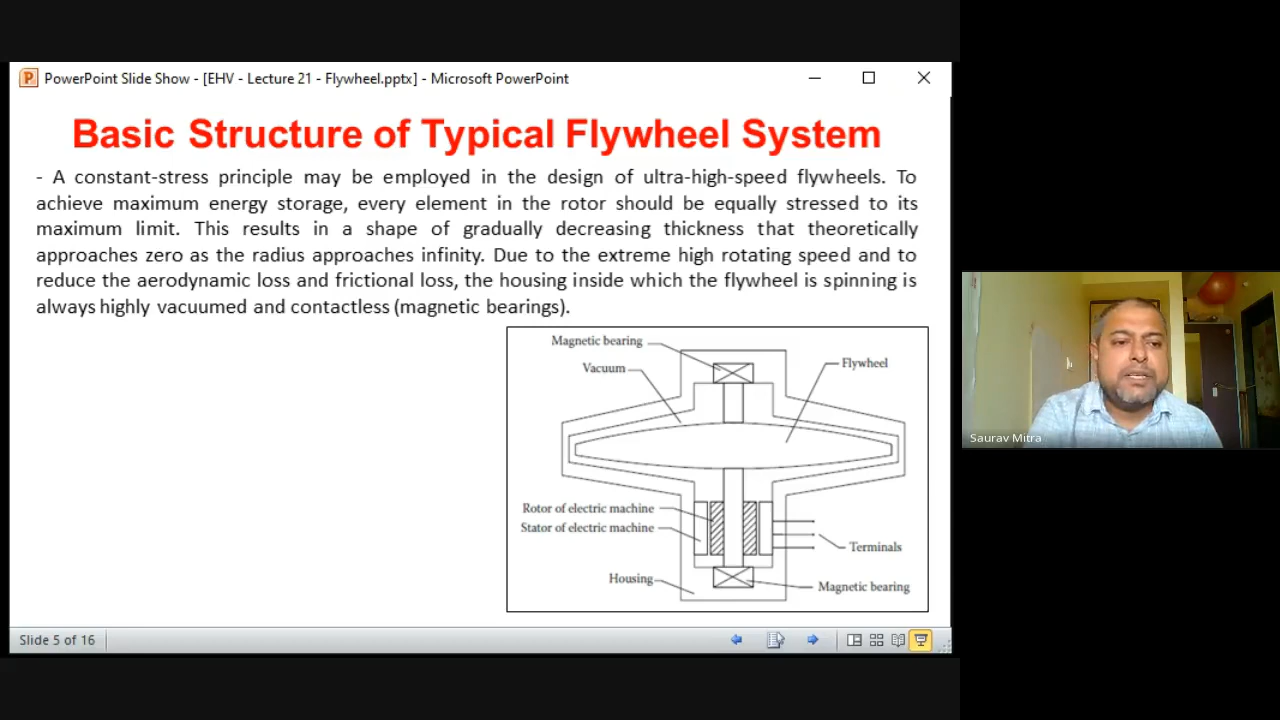 PowerPoint Slide Show - [EHV - Lecture 21 - Flywheel.pptx] - Microsoft PowerPoint
Basic Structure of Typical Flywheel System
- A constant-stress principle may be employed in the design of ultra-high-speed flywheels. To
achieve maximum energy storage, every element in the rotor should be equally stressed to its
maximum limit. This results in a shape of gradually decreasing thickness that theoretically
approaches zero as the radius approaches infinity. Due to the extreme high rotating speed and to
reduce the aerodynamic loss and frictional loss, the housing inside which the flywheel is spinning is
always highly vacuumed and contactless (magnetic bearings).
Magnetic bearing
Vacuum
Flywheel
Rotor of electric machine
Stator of electric machine
Terminals
Housing
Magnetic bearing
Saurav Mitra
Slide 5 of 16